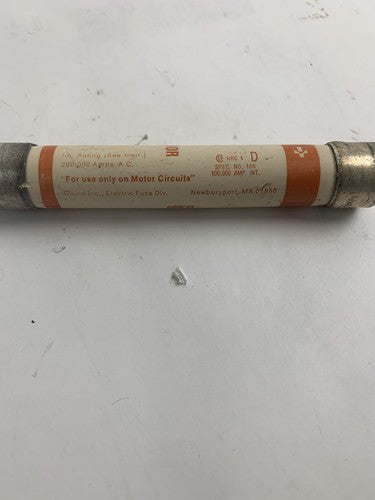 Int. Rating (See Instr.)
200,000 Amps. A.C.
"For use only on Motor Circuits"
Gould Inc., Electric Fuse Div.
Newburyport, MA 01950
HRC 1 D
SPEC NO. 106
100,000 AMP. INT.
OR